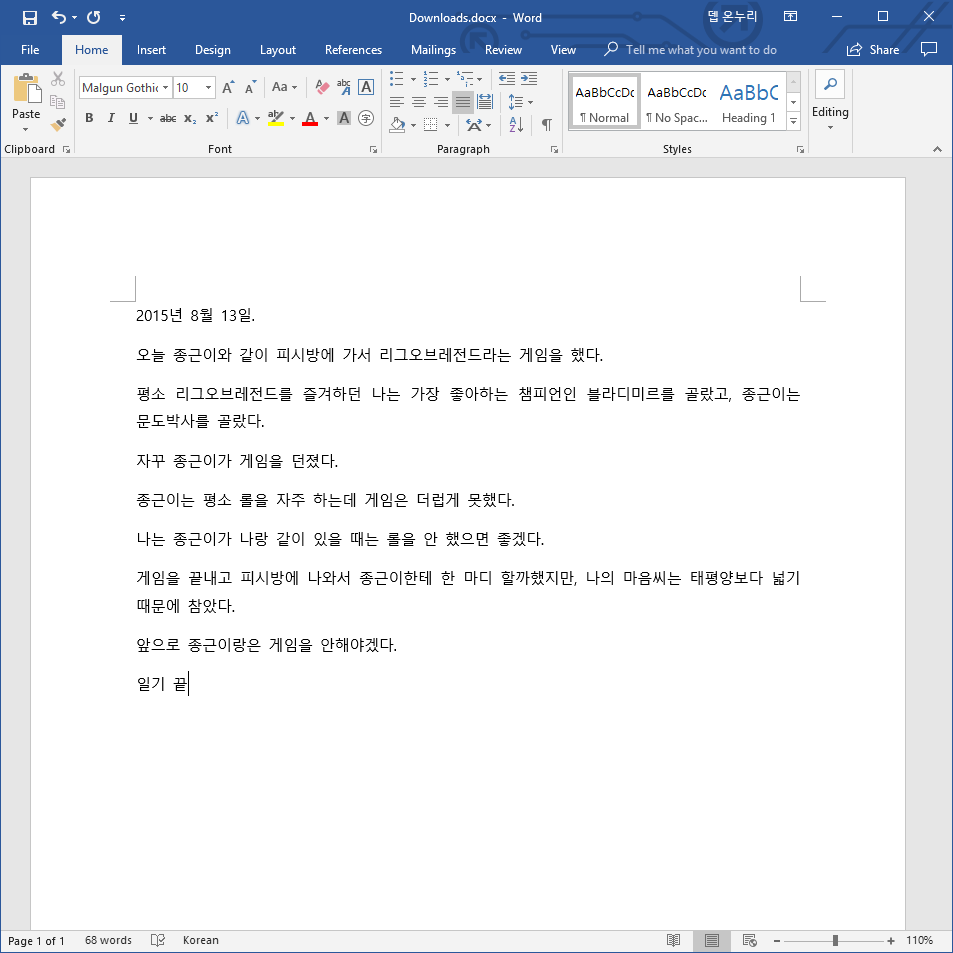 Downloads.docx - Word
뎁 온누리
File Home Insert Design Layout References Mailings Review View Tell me what you want to do Share
Malgun Gothic 10 Aa
Paste
B I U abc X₂ X² A ab A A 字
AaBbCcDc AaBbCcDc AaBbC
¶ Normal ¶ No Spac... Heading 1
Editing
Clipboard Font Paragraph Styles
2015년 8월 13일.
오늘 종근이와 같이 피시방에 가서 리그오브레전드라는 게임을 했다.
평소 리그오브레전드를 즐겨하던 나는 가장 좋아하는 챔피언인 블라디미르를 골랐고, 종근이는
문도박사를 골랐다.
자꾸 종근이가 게임을 던졌다.
종근이는 평소 롤을 자주 하는데 게임은 더럽게 못했다.
나는 종근이가 나랑 같이 있을 때는 롤을 안 했으면 좋겠다.
게임을 끝내고 피시방에 나와서 종근이한테 한 마디 할까했지만, 나의 마음씨는 태평양보다 넓기
때문에 참았다.
앞으로 종근이랑은 게임을 안해야겠다.
일기 끝
Page 1 of 1 68 words Korean 110%